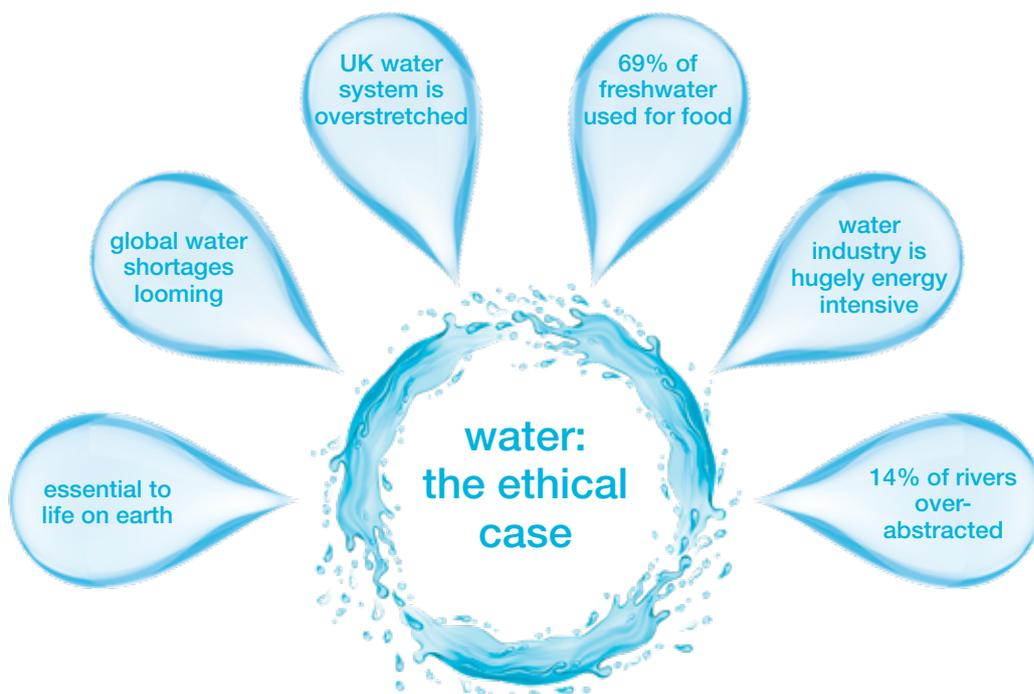 UK water
system is
overstretched
69% of
freshwater
used for food
global water
shortages
looming
water
industry is
hugely energy
intensive
essential to
life on earth
water:
the ethical
case
14% of rivers
over-
abstracted